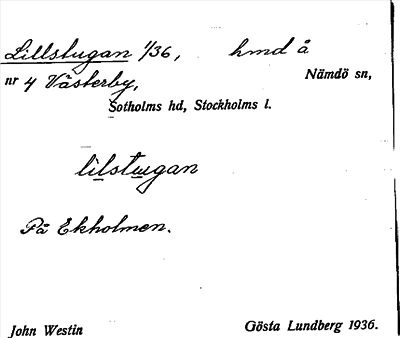 Lillstugan 1/36, hmd å
nr 4 Västerby, Nämdö sn,
Sotholms hd, Stockholms l.
lilstugan
På Ekholmen.
John Westin Gösta Lundberg 1936.